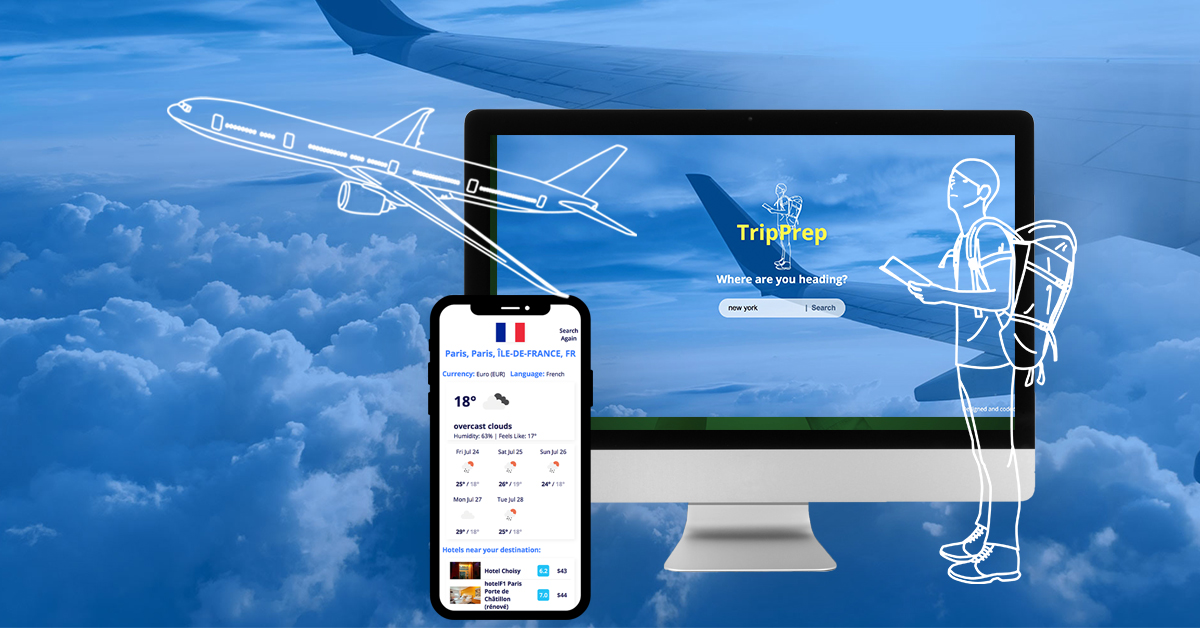 TripPrep
Where are you heading?
new york | Search
signed and code
Search
Again
Paris, Paris, ÎLE-DE-FRANCE, FR
Currency: Euro (EUR) Language: French
18°
overcast clouds
Humidity: 63% | Feels Like: 17°
Fri Jul 24 Sat Jul 25 Sun Jul 26
25° / 18° 26° / 19° 24° / 18°
Mon Jul 27 Tue Jul 28
29° / 18° 25° / 18°
Hotels near your destination:
Hotel Choisy 6.2 $43
hotelF1 Paris
Porte de
Châtillon
(rénové) 7.0 $44